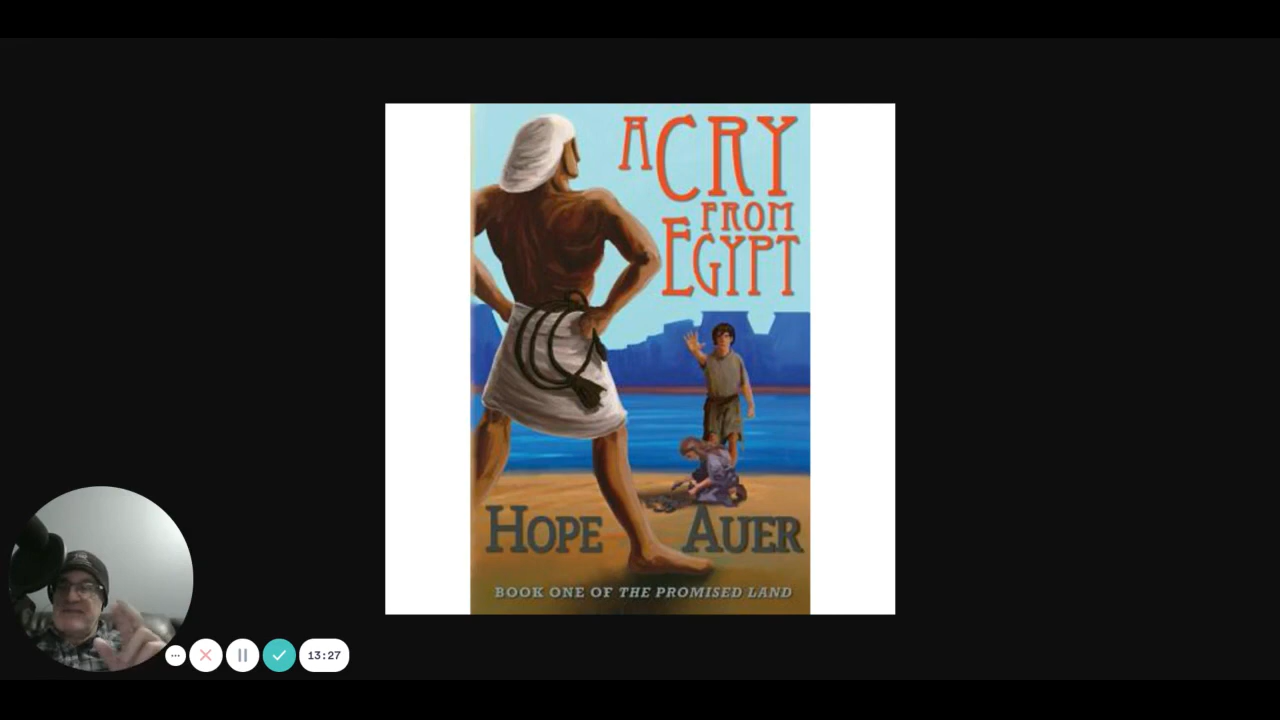 A CRY
FROM
EGYPT
HOPE AUER
BOOK ONE OF THE PROMISED LAND
13:27